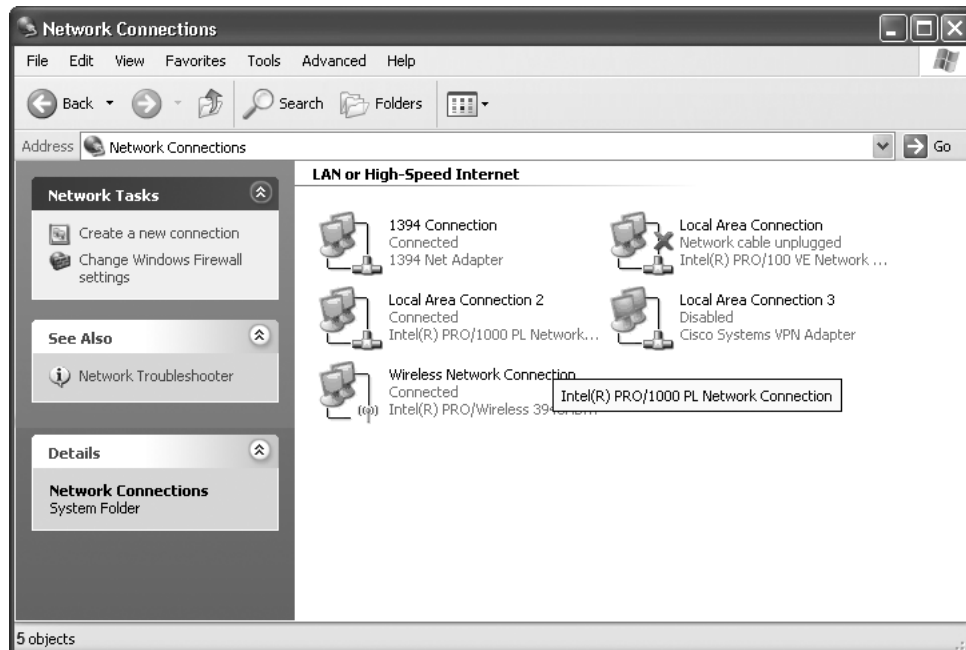 Network Connections
File Edit View Favorites Tools Advanced Help
Back Search Folders
Address Network Connections Go
Network Tasks
Create a new connection
Change Windows Firewall
settings
See Also
Network Troubleshooter
Details
Network Connections
System Folder
LAN or High-Speed Internet
1394 Connection
Connected
1394 Net Adapter
Local Area Connection
Network cable unplugged
Intel(R) PRO/100 VE Network ...
Local Area Connection 2
Connected
Intel(R) PRO/1000 PL Network...
Local Area Connection 3
Disabled
Cisco Systems VPN Adapter
Wireless Network Connection
Connected
Intel(R) PRO/Wireless
Intel(R) PRO/1000 PL Network Connection
5 objects